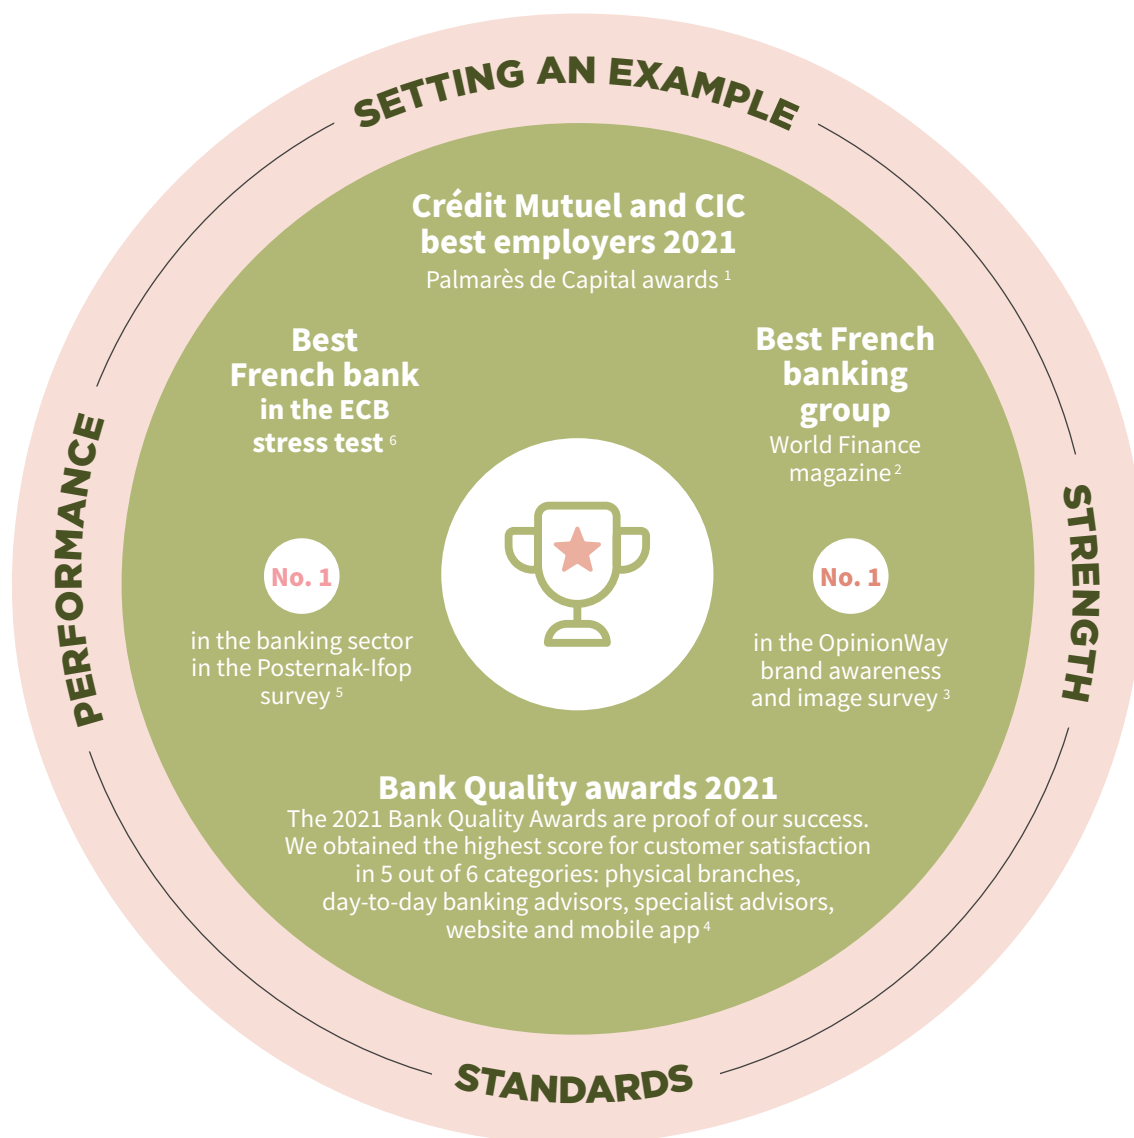 SETTING AN EXAMPLE
Crédit Mutuel and CIC
best employers 2021
Palmarès de Capital awards 1
Best
French bank
in the ECB
stress test 6
Best French
banking
group
World Finance
magazine 2
PERFORMANCE
STRENGTH
No. 1
in the banking sector
in the Posternak-Ifop
survey 5
No. 1
in the OpinionWay
brand awareness
and image survey 3
Bank Quality awards 2021
The 2021 Bank Quality Awards are proof of our success.
We obtained the highest score for customer satisfaction
in 5 out of 6 categories: physical branches,
day-to-day banking advisors, specialist advisors,
website and mobile app 4
STANDARDS